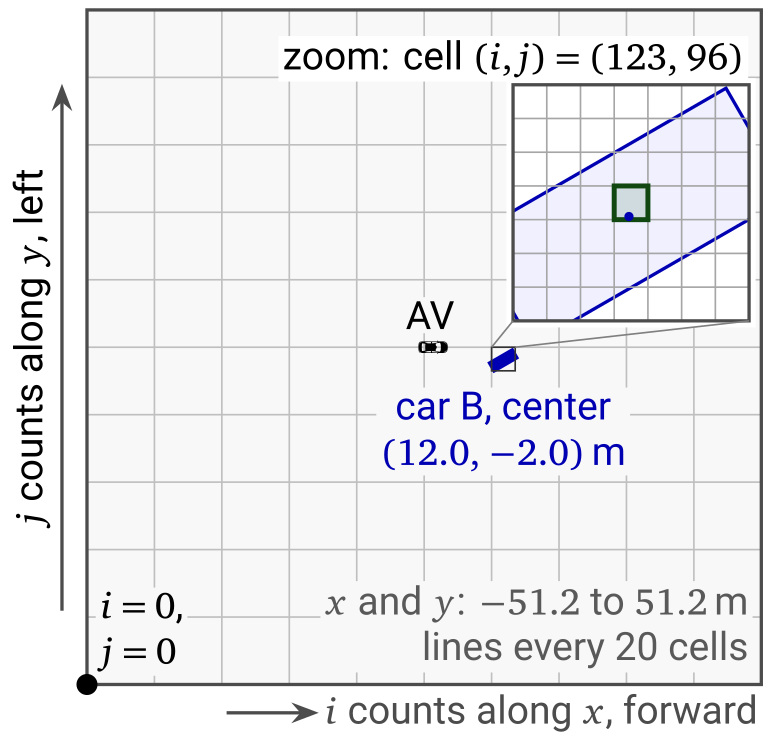 zoom: cell (i, j) = (123, 96)
j counts along y, left
AV
car B, center
(12.0, −2.0) m
i = 0,
j = 0
x and y: −51.2 to 51.2 m
lines every 20 cells
i counts along x, forward